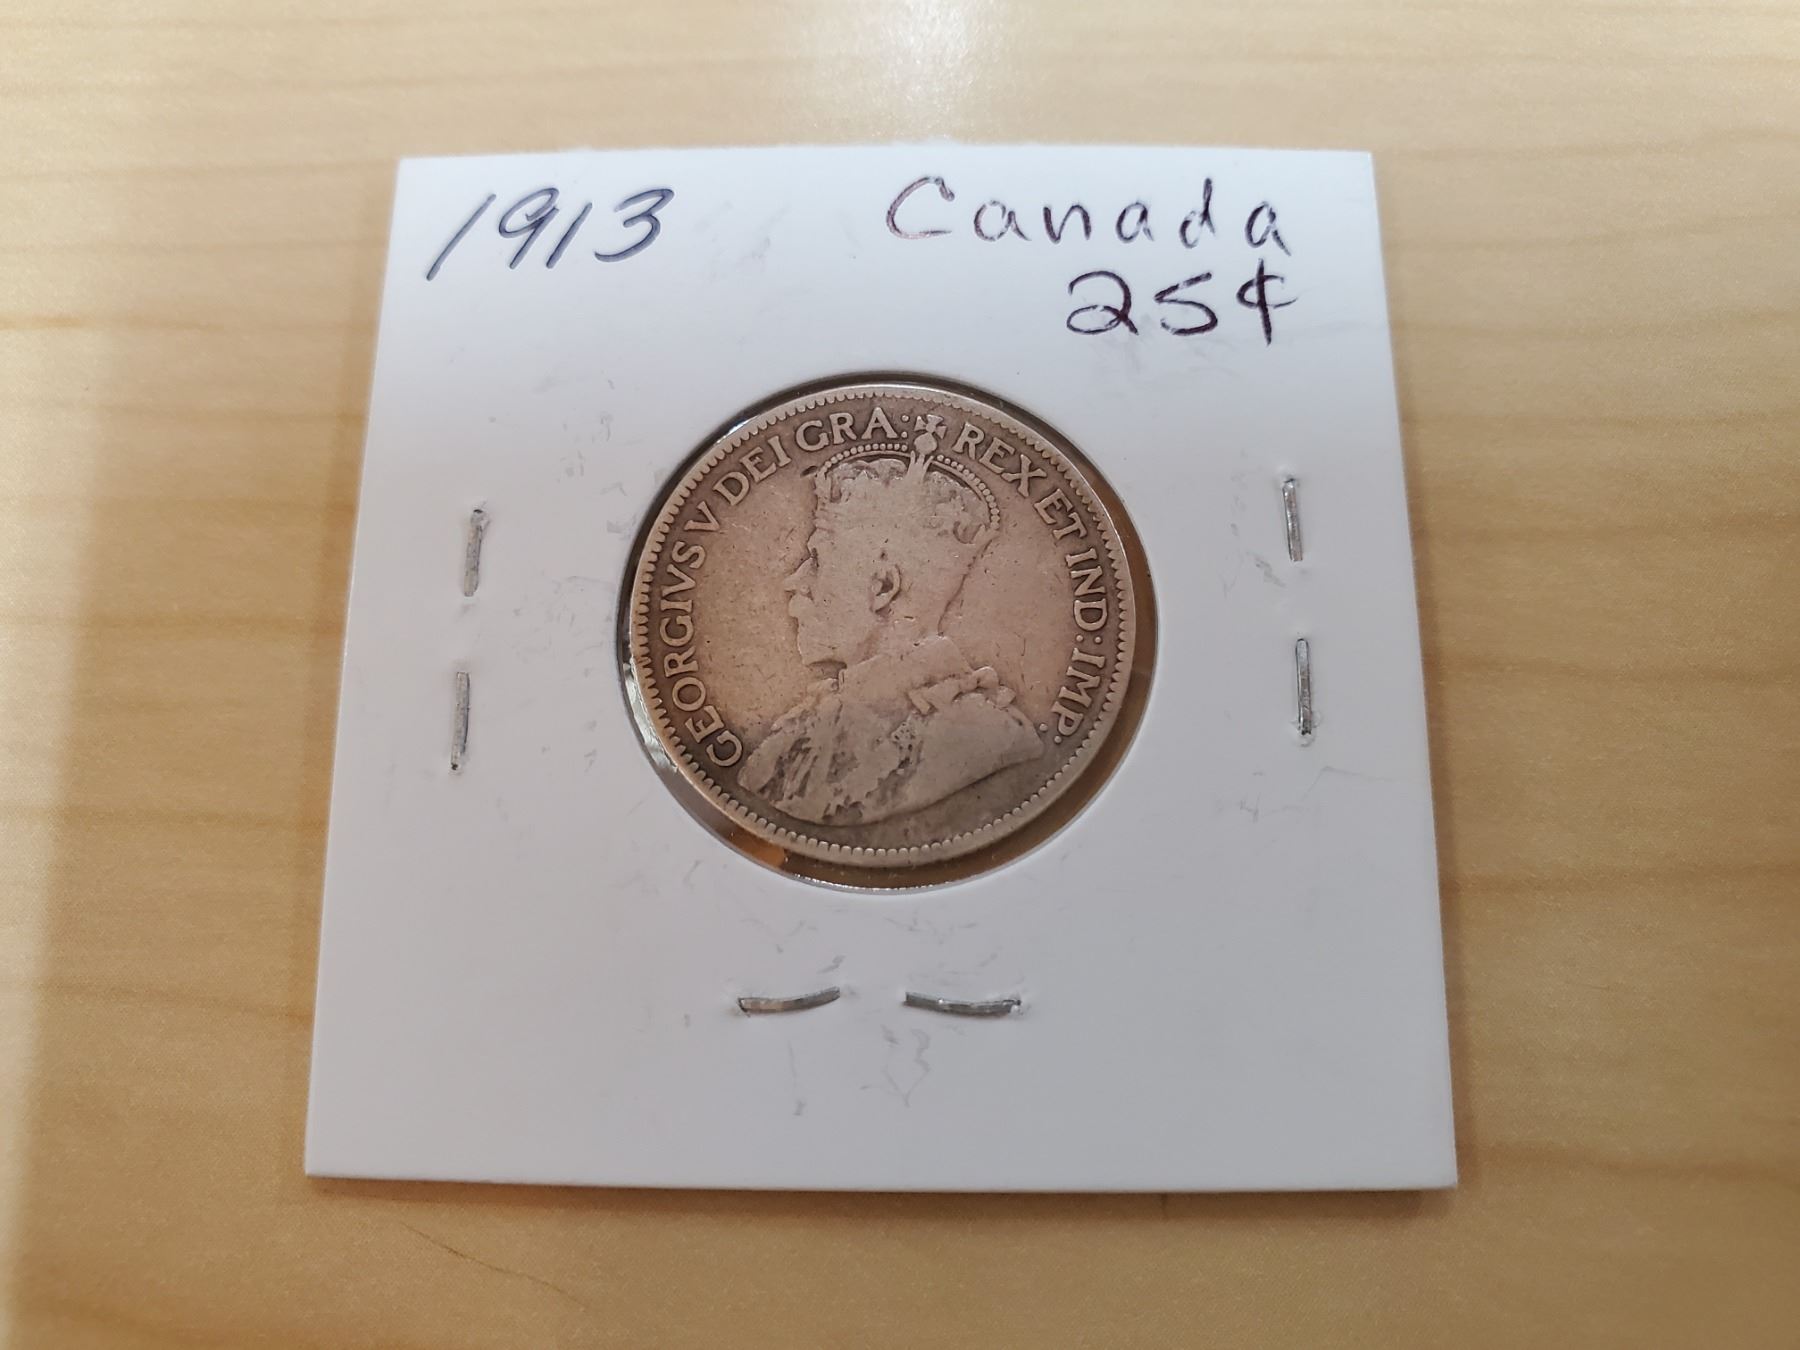 1913 Canada
25¢
GEORGIVS V DEI GRA: REX ET IND: IMP: